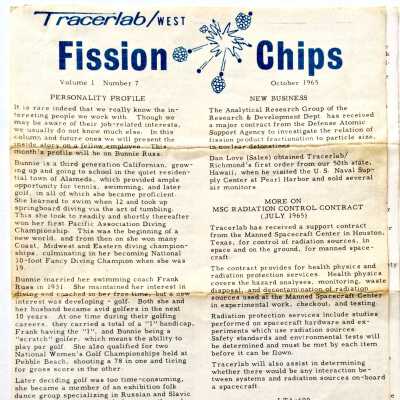 Tracerlab/WEST
Fission Chips
Volume 1 Number 7
October 1965
PERSONALITY PROFILE
It is rare indeed that we really know the in-
teresting people we work with. Though we
may be aware of their job-related interests,
we usually do not know much else. In this
column and future ones we will present the
inside story on a fellow employee. This
month's profile will be on Bunnie Russ.
Bunnie is a third generation Californian, grow-
ing up and going to school in the quiet residen-
tial town of Alameda, which provided ample
opportunity for tennis, swimming, and later
golf, in all of which she became proficient.
She learned to swim when 12 and took up
springboard diving via the art of tumbling.
This she took to readily and shortly thereafter
won her first Pacific Association Diving
Championship. This was the beginning of a
new world, and from then on she won many
Coast, Midwest and Eastern diving champion-
ships, culminating in her becoming National
10-foot Fancy Diving Champion when she
was 19.
Bunnie married her swimming coach Frank
Russ in 1931. She maintained her interest in
diving and coached in her free time, but a new
interest was developing - golf. Both she and
her husband became avid golfers in the next
10 years. At one time during their golfing
careers, they carried a total of a "1" handicap,
Frank having the "1", and Bunnie being a
"scratch" golfer, which means the ability
to play par golf. She also qualified for two
National Women's Golf Championships held at
Pebble Beach, shooting a 78 in one and tiring
for gross score in the other.
Later deciding golf was too time-consuming,
she became a member of an exhibition folk
dance group specializing in Russian and Slavic
NEW BUSINESS
The Analytical Research Group of the
Research & Development Dept. has received
a major contract from the Defense Atomic
Support Agency to investigate the relation of
fission product fractionation to particle size
in nuclear detonations.
Dan Love (Sales) obtained Tracerlab/
Richmond's first order from our 50th state,
Hawaii, when he visited the U.S. Naval Sup-
ply Center at Pearl Harbor and sold several
air monitors
MORE ON
MSC RADIATION CONTROL CONTRACT
(JULY 1965)
Tracerlab has received a support contract
from the Manned Spacecraft Center in Houston,
Texas, for control of radiation sources, in
space and on the ground, for manned space-
craft.
The contract provides for health physics and
radiation protection services. Health physics
covers the hazard analyses, monitoring, waste
disposal, and decontamination of radiation
sources used at the Manned Spacecraft Center
in experimental work, checkout, and testing.
Radiation protection services include studies
performed on spacecraft hardware and ex-
periments which use radiation sources.
Safety standards and environmental tests will
be determined and must be met by each item
before it can be flown.
Tracerlab will also assist in determining
whether there would be any interaction be-
tween systems and radiation sources on-board
a spacecraft.